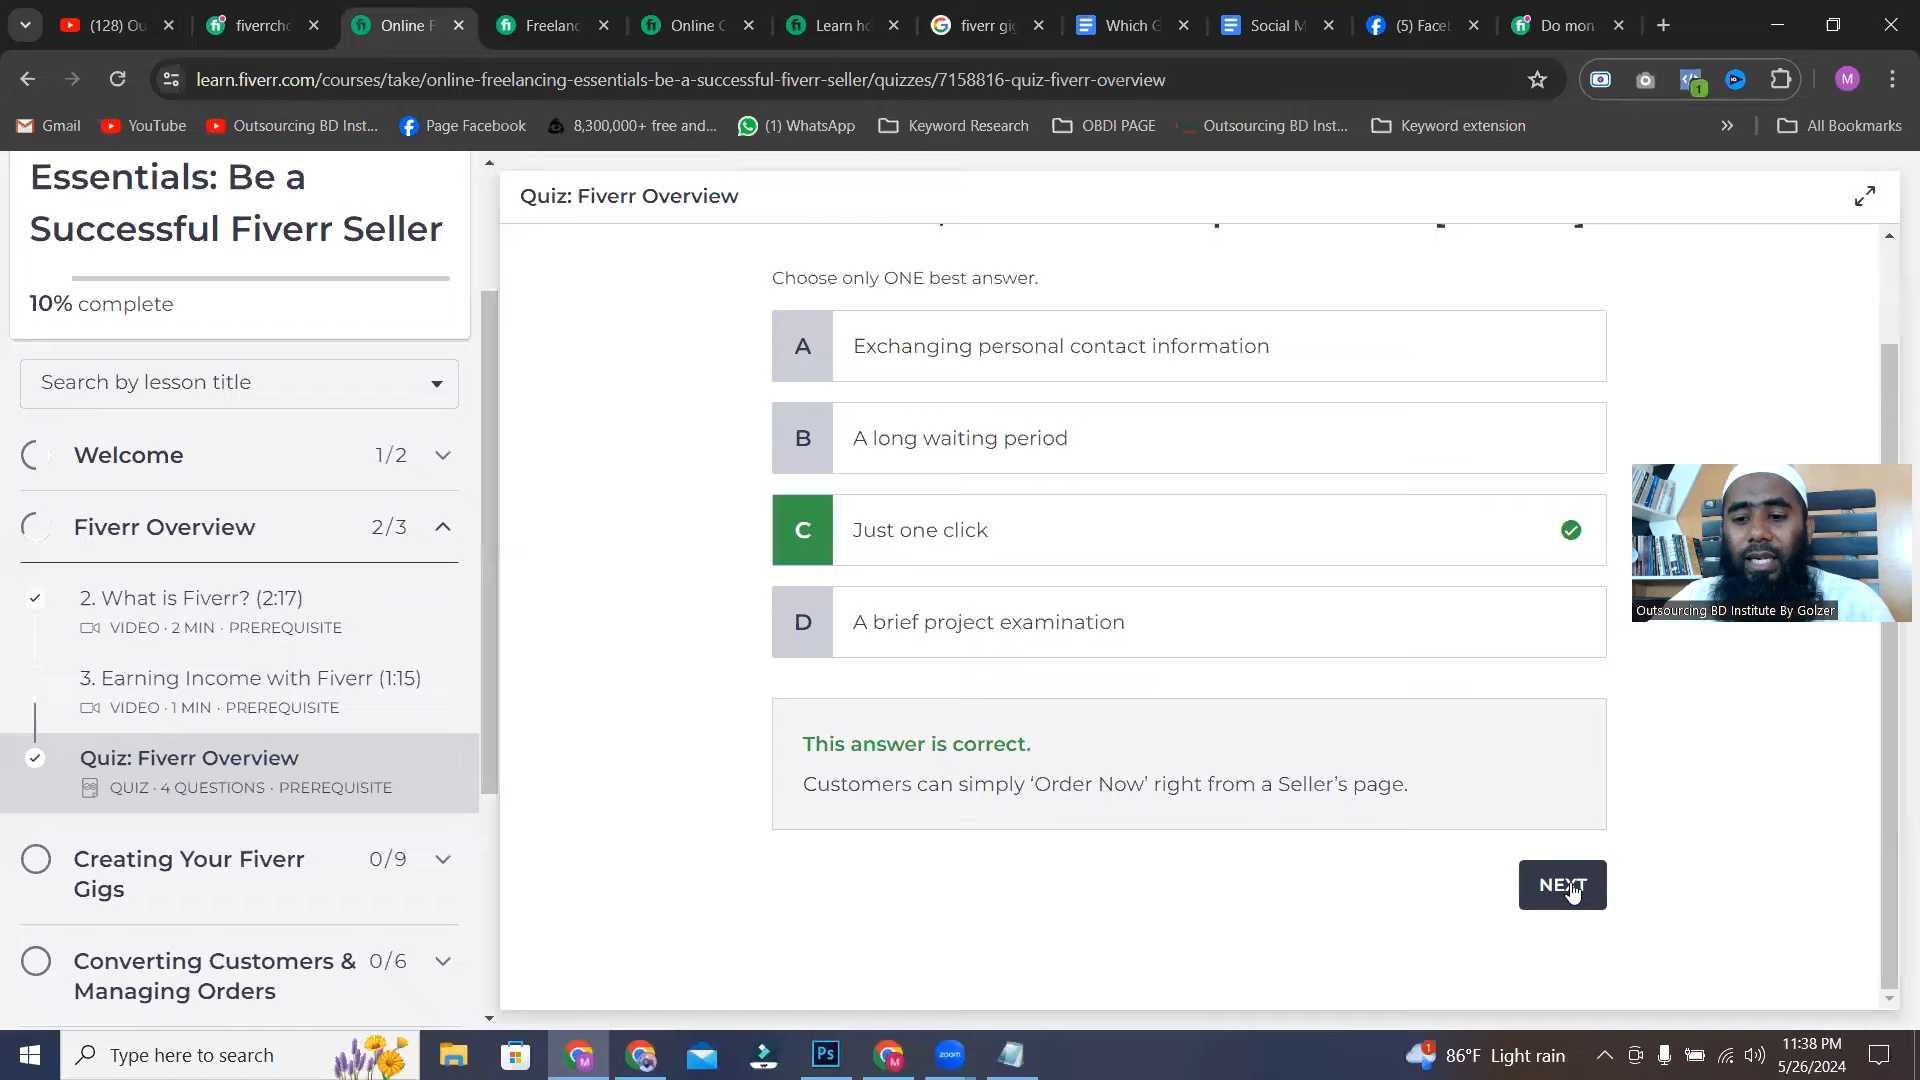 (128) Ou
fiverrcho
Online F
Freelanc
Online C
Learn ho
fiverr gi
Which G
Social M
(5) Face
Do mon
learn.fiverr.com/courses/take/online-freelancing-essentials-be-a-successful-fiverr-seller/quizzes/7158816-quiz-fiverr-overview
1
M
Gmail
YouTube
Outsourcing BD Inst...
Page Facebook
8,300,000+ free and...
(1) WhatsApp
Keyword Research
OBDI PAGE
Outsourcing BD Inst...
Keyword extension
All Bookmarks
Essentials: Be a
Successful Fiverr Seller
10% complete
Search by lesson title
Welcome 1/2
Fiverr Overview 2/3
2. What is Fiverr? (2:17)
VIDEO · 2 MIN · PREREQUISITE
3. Earning Income with Fiverr (1:15)
VIDEO · 1 MIN · PREREQUISITE
Quiz: Fiverr Overview
QUIZ · 4 QUESTIONS · PREREQUISITE
Creating Your Fiverr 0/9
Gigs
Converting Customers & 0/6
Managing Orders
Quiz: Fiverr Overview
Choose only ONE best answer.
A Exchanging personal contact information
B A long waiting period
C Just one click
D A brief project examination
This answer is correct.
Customers can simply ‘Order Now’ right from a Seller’s page.
NEXT
Outsourcing BD Institute By Golzer
Type here to search
Ps
zoom
1
86°F Light rain
11:38 PM
5/26/2024